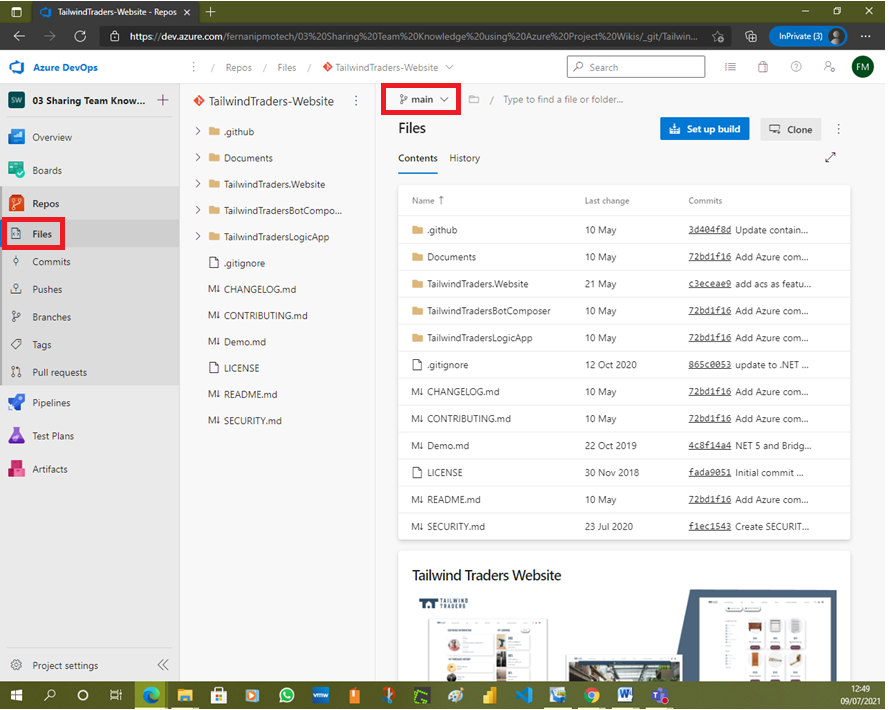 TailwindTraders-Website - Repos
https://dev.azure.com/fernanipmotech/03%20Sharing%20Team%20Knowledge%20using%20Azure%20Project%20Wikis/_git/Tailwin...
InPrivate (3)
Azure DevOps
/ Repos / Files / TailwindTraders-Website
Search
FM
SW
03 Sharing Team Know...
Overview
Boards
Repos
Files
Commits
Pushes
Branches
Tags
Pull requests
Pipelines
Test Plans
Artifacts
Project settings
TailwindTraders-Website
.github
Documents
TailwindTraders.Website
TailwindTradersBotCompo...
TailwindTradersLogicApp
.gitignore
M↓ CHANGELOG.md
M↓ CONTRIBUTING.md
M↓ Demo.md
LICENSE
M↓ README.md
M↓ SECURITY.md
main
/ Type to find a file or folder...
Files
Set up build
Clone
Contents History
Name ↑ Last change Commits
.github 10 May 3d404f8d Update contain...
Documents 10 May 72bd1f16 Add Azure com...
TailwindTraders.Website 21 May c3eceae9 add acs as featu...
TailwindTradersBotComposer 10 May 72bd1f16 Add Azure com...
TailwindTradersLogicApp 10 May 72bd1f16 Add Azure com...
.gitignore 12 Oct 2020 865c0053 update to .NET ...
M↓ CHANGELOG.md 10 May 72bd1f16 Add Azure com...
M↓ CONTRIBUTING.md 10 May 72bd1f16 Add Azure com...
M↓ Demo.md 22 Oct 2019 4c8f14a4 NET 5 and Bridg...
LICENSE 30 Nov 2018 fada9051 Initial commit ...
M↓ README.md 10 May 72bd1f16 Add Azure com...
M↓ SECURITY.md 23 Jul 2020 f1ec1543 Create SECURIT...
Tailwind Traders Website
TAILWIND
TRADERS
vmw
12:49
09/07/2021